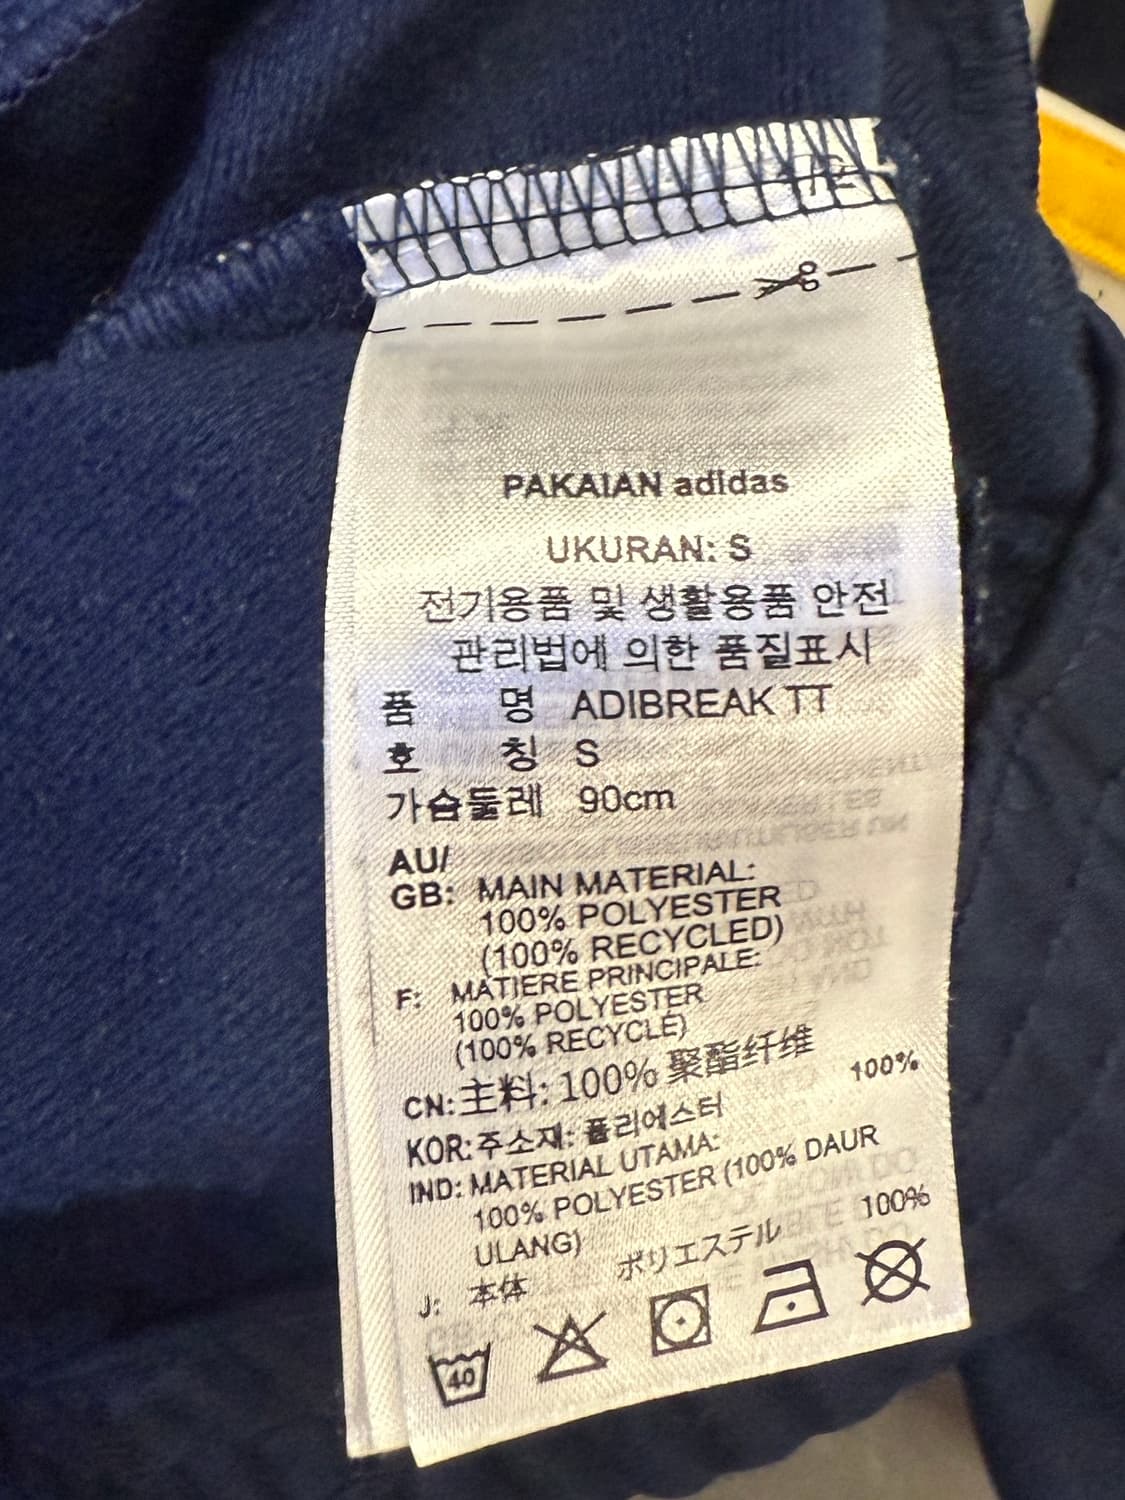 PAKAIAN adidas
UKURAN: S
전기용품 및 생활용품 안전
관리법에 의한 품질표시
품 명 ADIBREAK TT
호 칭 S
가슴둘레 90cm
AU/
GB: MAIN MATERIAL:
100% POLYESTER
(100% RECYCLED)
F: MATIERE PRINCIPALE:
100% POLYESTER
(100% RECYCLÉ)
CN:主料: 100% 聚酯纤维
KOR:주소재: 폴리에스터 100%
IND: MATERIAL UTAMA:
100% POLYESTER (100% DAUR
ULANG)
J: 本体 ポリエステル 100%
40